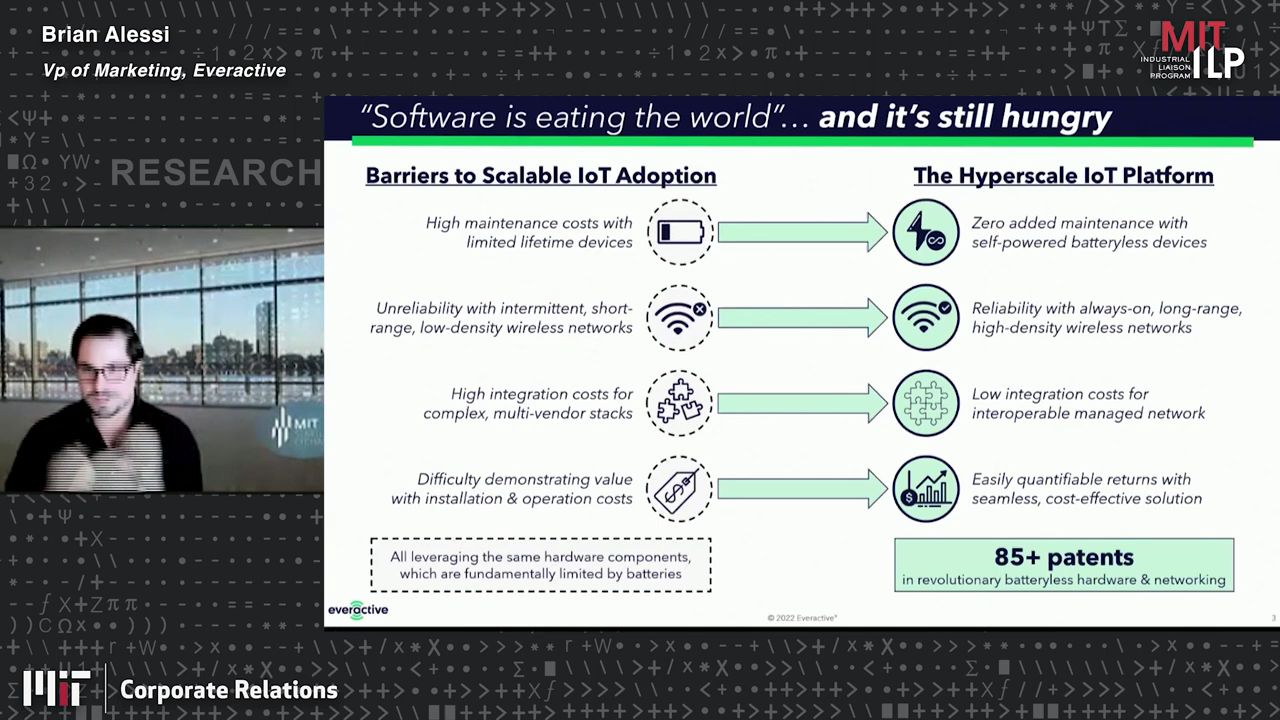 Brian Alessi
Vp of Marketing, Everactive
MIT
INDUSTRIAL
LIAISON
PROGRAM
ILP
RESEARCH
"Software is eating the world"... and it's still hungry
Barriers to Scalable IoT Adoption
The Hyperscale IoT Platform
High maintenance costs with
limited lifetime devices
Zero added maintenance with
self-powered batteryless devices
Unreliability with intermittent, short-
range, low-density wireless networks
Reliability with always-on, long-range,
high-density wireless networks
High integration costs for
complex, multi-vendor stacks
Low integration costs for
interoperable managed network
Difficulty demonstrating value
with installation & operation costs
Easily quantifiable returns with
seamless, cost-effective solution
All leveraging the same hardware components,
which are fundamentally limited by batteries
85+ patents
in revolutionary batteryless hardware & networking
everactive
© 2022 Everactive®
3
MIT
MIT
Corporate Relations